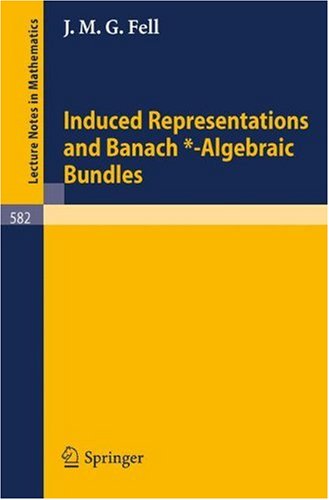 J. M. G. Fell
Lecture Notes in Mathematics
582
Induced Representations
and Banach *-Algebraic
Bundles
Springer